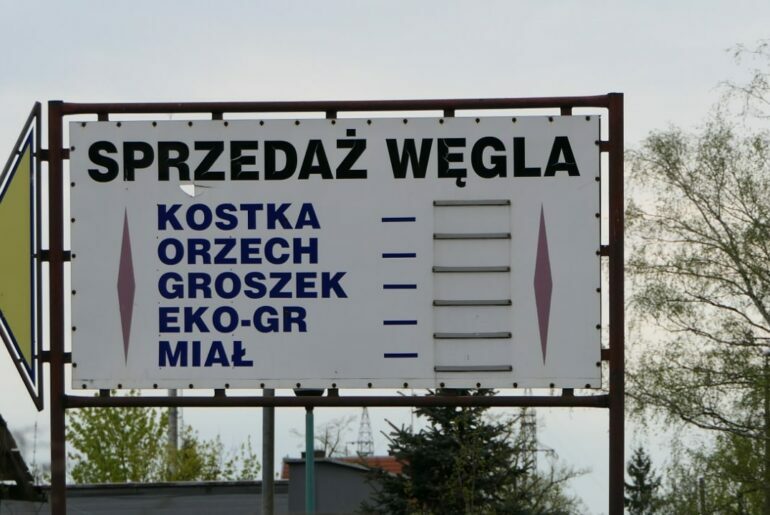 SPRZEDAŻ WĘGLA
KOSTKA –
ORZECH –
GROSZEK –
EKO-GR –
MIAŁ –